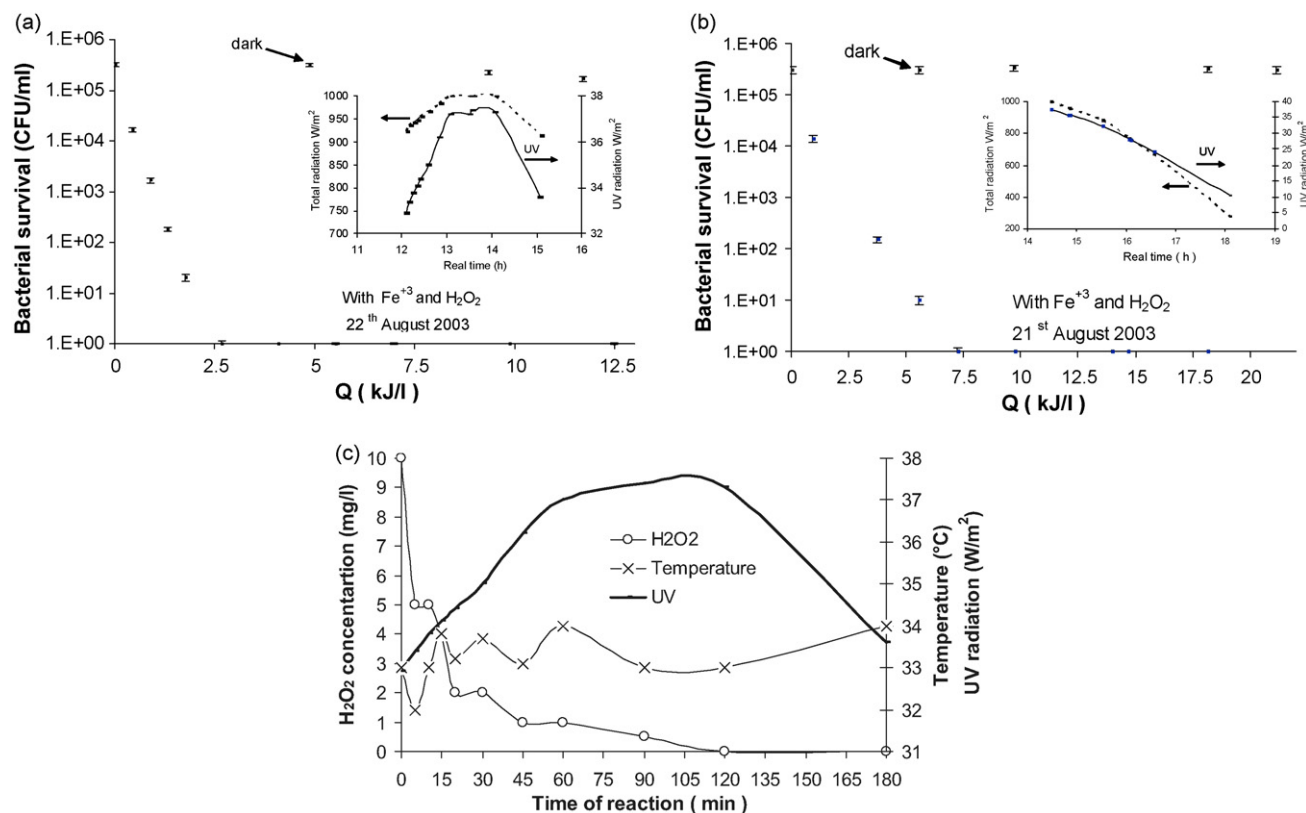 (a)
1.E+06
1.E+05
1.E+04
1.E+03
1.E+02
1.E+01
1.E+00
Bacterial survival (CFU/ml)
dark
1000
950
900
850
800
750
700
Total radiation W/m²
38
36
34
32
UV radiation W/m²
UV
11 12 13 14 15 16
Real time (h)
With Fe⁺³ and H₂O₂
22 th August 2003
0 2.5 5 7.5 10 12.5
Q ( kJ/l )
(b)
1.E+06
1.E+05
1.E+04
1.E+03
1.E+02
1.E+01
1.E+00
Bacterial survival (CFU/ml)
dark
1000
800
600
400
200
Total radiation W/m²
40
35
30
25
20
15
10
5
0
UV radiation W/m²
UV
14 15 16 17 18 19
Real time ( h )
With Fe⁺³ and H₂O₂
21 st August 2003
0 2.5 5 7.5 10 12.5 15 17.5 20
Q ( kJ/l )
(c)
10
9
8
7
6
5
4
3
2
1
0
H₂O₂ concentartion (mg/l)
H2O2
Temperature
UV
38
37
36
35
34
33
32
31
Temperature (°C)
UV radiation (W/m²)
0 15 30 45 60 75 90 105 120 135 150 165 180
Time of reaction ( min )